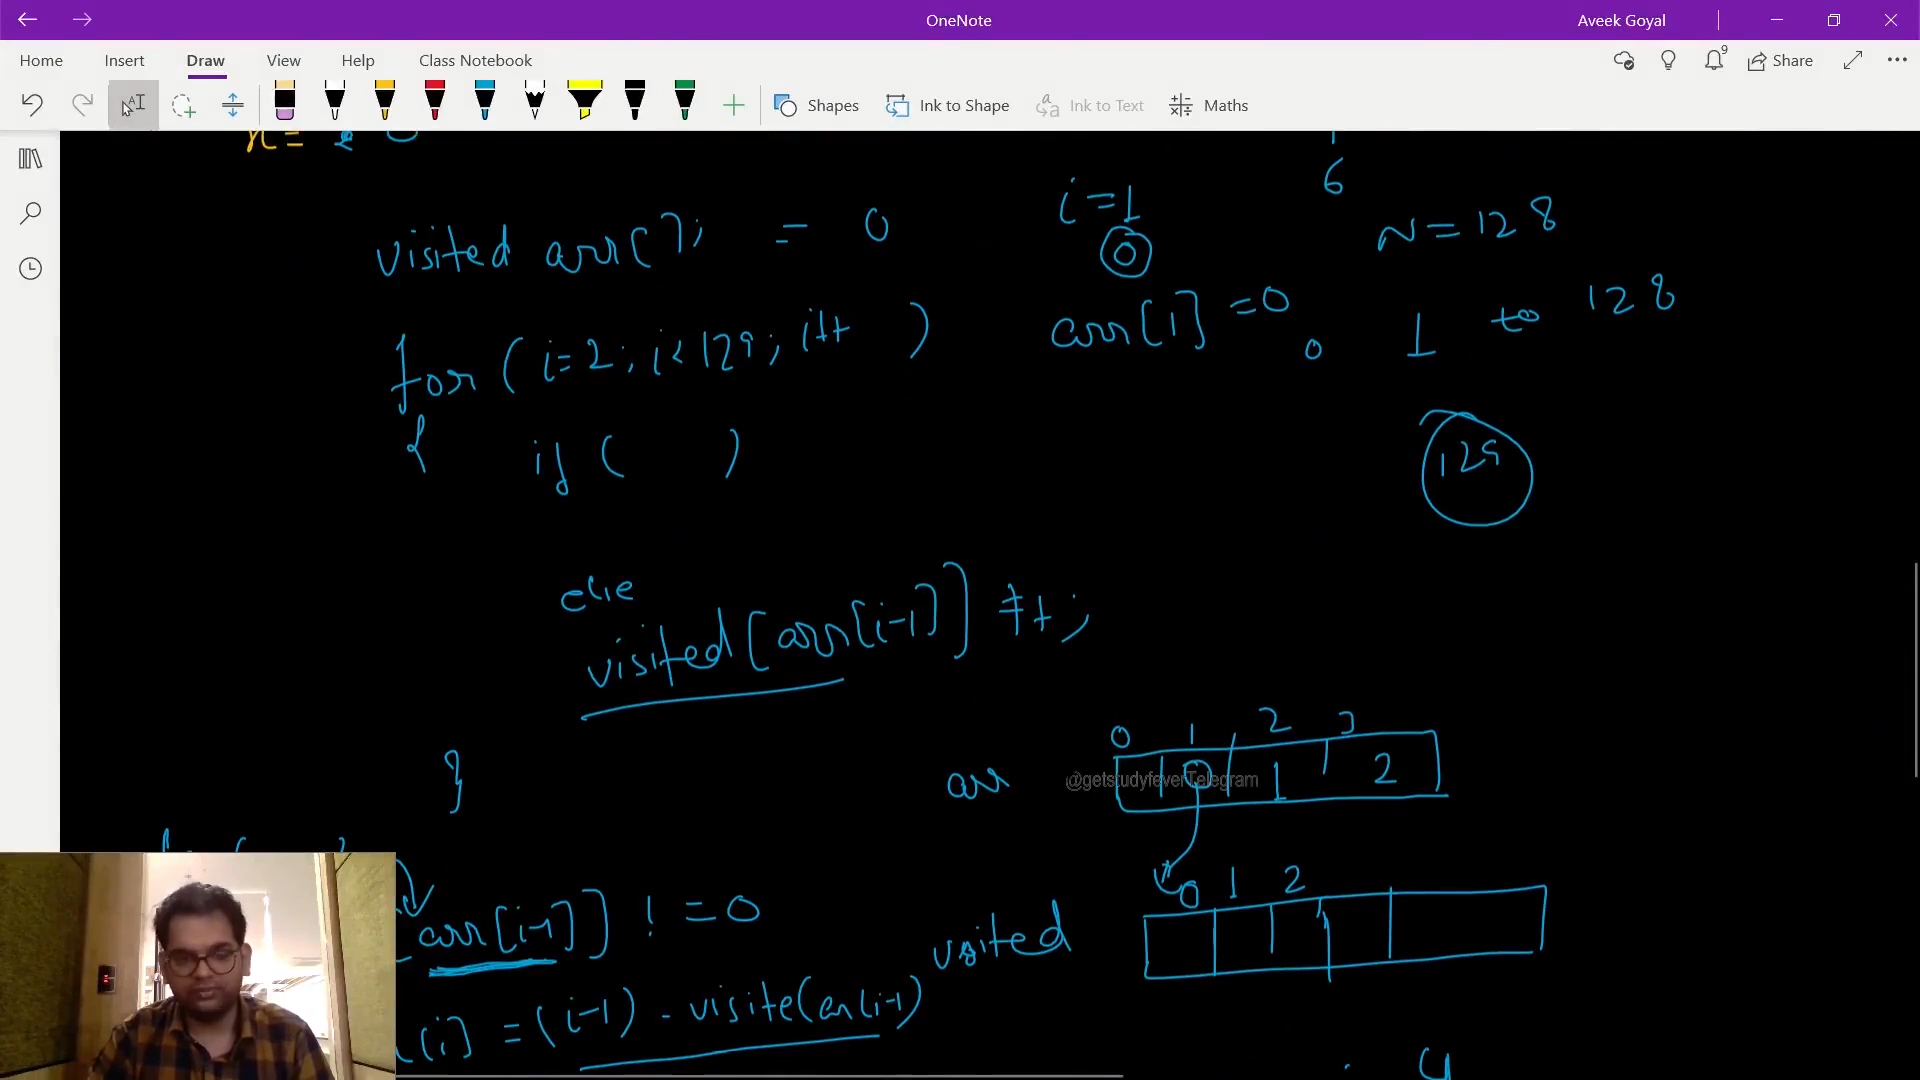 OneNote
Aveek Goyal
Home Insert Draw View Help Class Notebook
9
Share
Shapes
Ink to Shape
Ink to Text
Maths
6
i=1
N=128
visited arr[]; = 0
0
arr[1] =0
0 1 to 128
for (i=2; i<129; i++ )
{ if ( )
129
else
visited[arr[i-1]] ++;
0 1 2 3
}
arr
0 1 2
@getstudyfeverTelegram
0 1 2
arr[i-1]] != 0
visited
[i] = (i-1) - visite(arr(i-1)